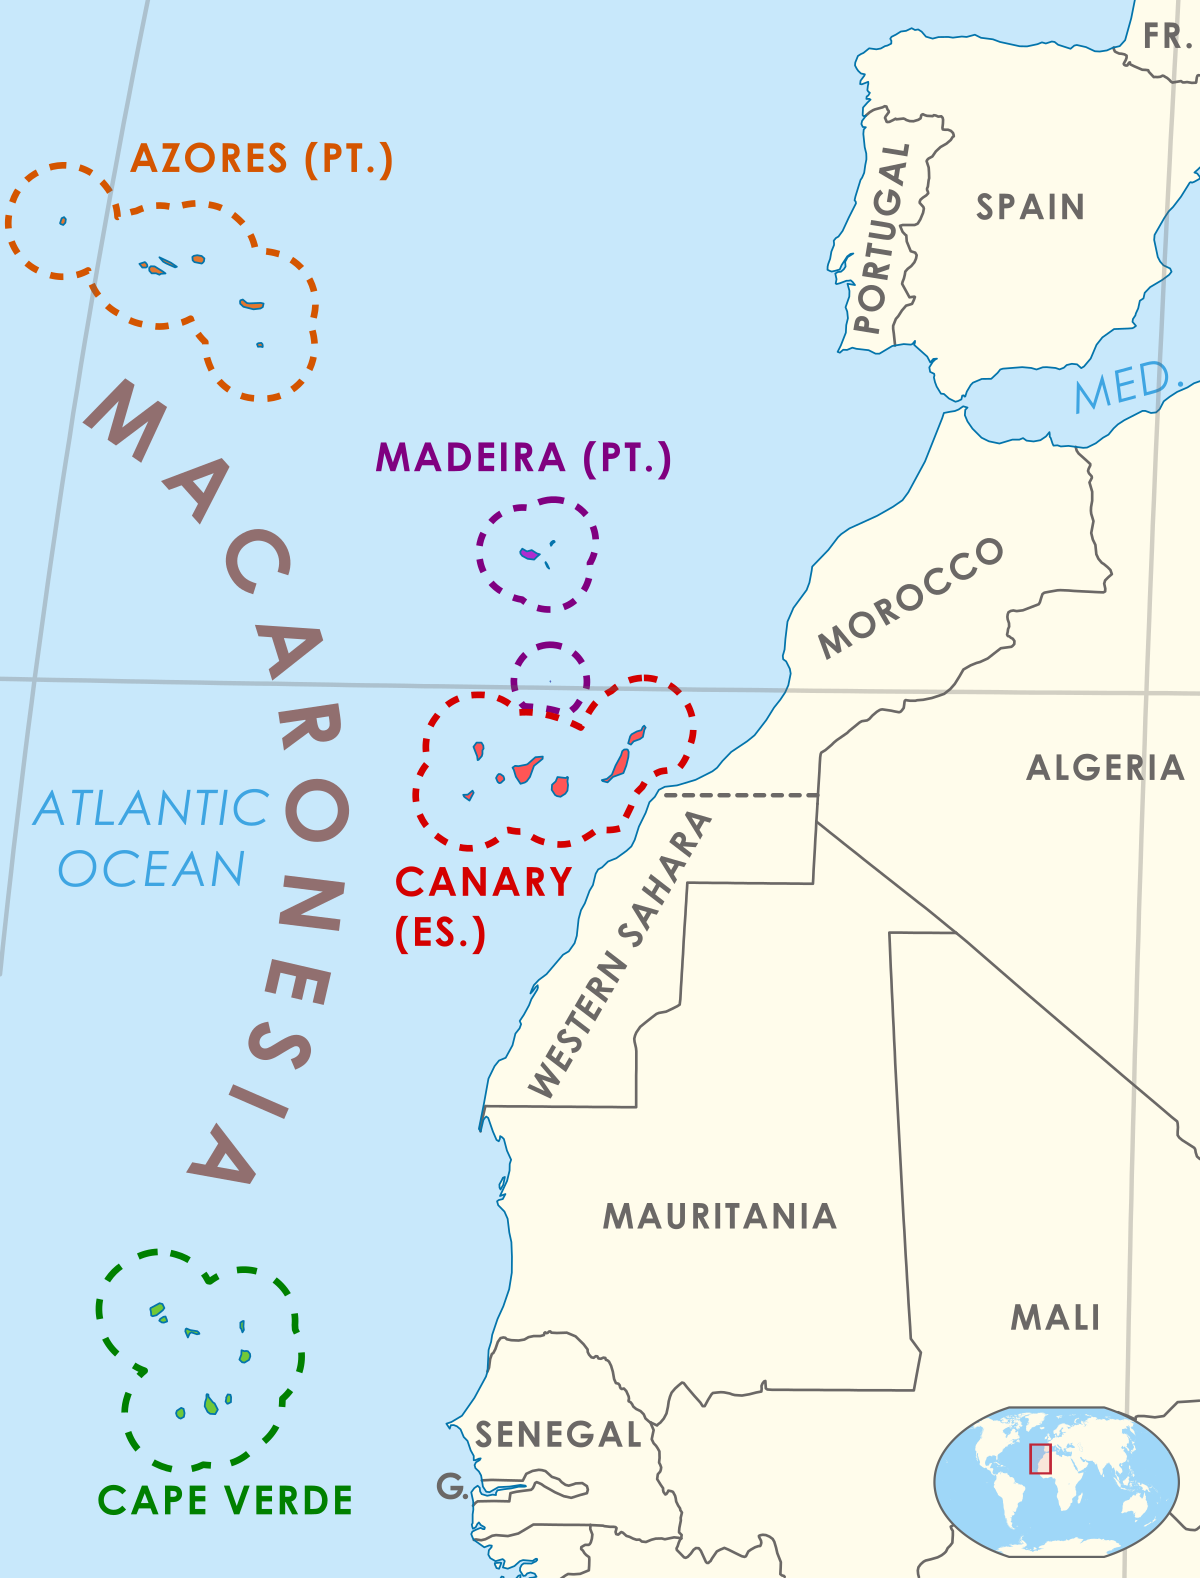 FR.
AZORES (PT.)
PORTUGAL
SPAIN
MED.
MADEIRA (PT.)
MACARONESIA
MOROCCO
ALGERIA
ATLANTIC
OCEAN
CANARY
(ES.)
WESTERN SAHARA
MAURITANIA
MALI
SENEGAL
G.
CAPE VERDE